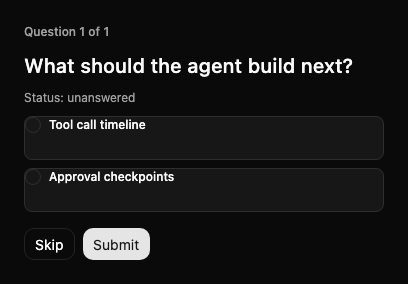 Question 1 of 1
What should the agent build next?
Status: unanswered
Tool call timeline
Approval checkpoints
Skip Submit